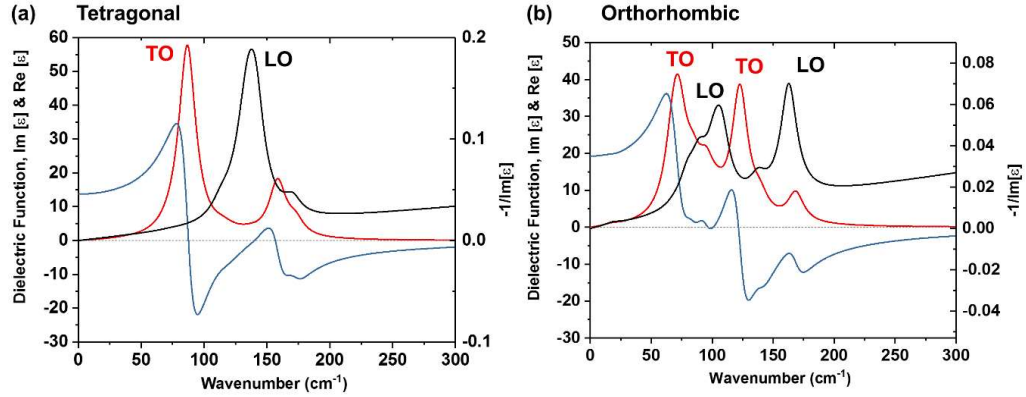 (a) Tetragonal
Dielectric Function, Im [ε] & Re [ε]
60
50
40
30
20
10
0
-10
-20
-30
TO
LO
0.2
0.1
0.0
-0.1
-1/Im[ε]
0 50 100 150 200 250 300
Wavenumber (cm-1)
(b) Orthorhombic
Dielectric Function, Im [ε] & Re [ε]
50
40
30
20
10
0
-10
-20
-30
TO
LO
TO
LO
0.08
0.06
0.04
0.02
0.00
-0.02
-0.04
-1/Im[ε]
0 50 100 150 200 250 300
Wavenumber (cm-1)